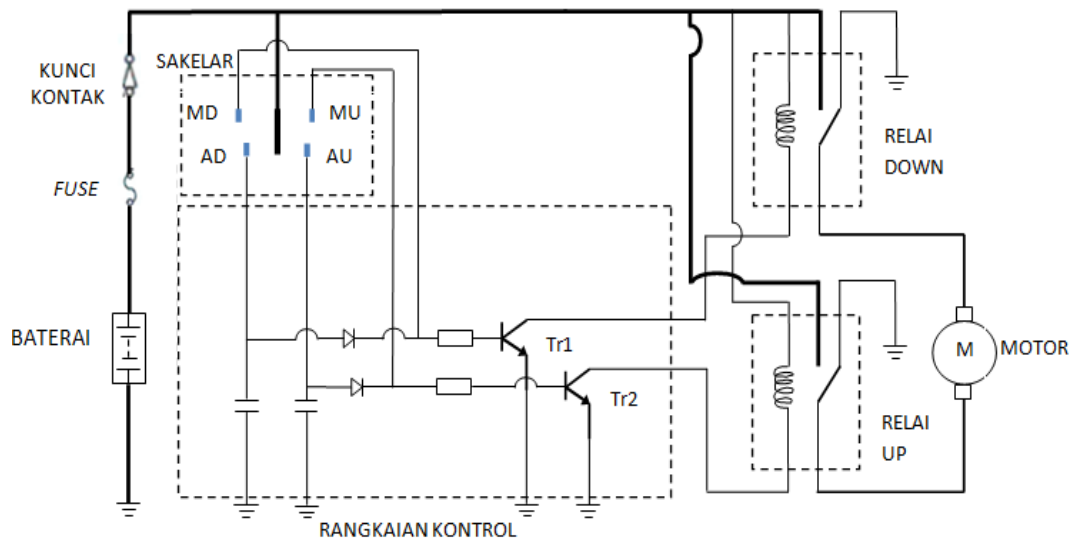 SAKELAR
KUNCI
KONTAK
MD
MU
AD
AU
RELAI
DOWN
FUSE
BATERAI
Tr1
Tr2
M
MOTOR
RELAI
UP
RANGKAIAN KONTROL